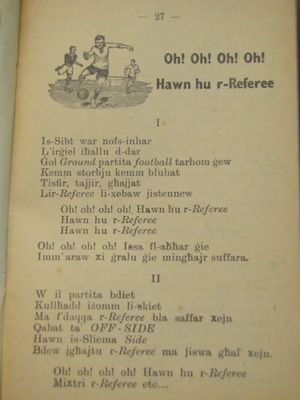 — 27 —
Oh! Oh! Oh! Oh!
Hawn hu r-Referee
I
Is-Sibt war nofs-inhar
L'irġiel iħallu d-dar
Ġol Ground partita football tarhom ġew
Kemm storbju kemm blubat
Tisfir, tajjir, għajjat
Lir-Referee li-xebaw jistennew
Oh! oh! oh! oh! Hawn hu r-Referee
Hawn hu r-Referee
Hawn hu r-Referee
Oh! oh! oh! oh! Issa fl-aħħar ġie
Imm'araw xi ġralu ġie mingħajr suffara.
II
W il partita bdiet
Kullħadd iżomm li-skiet
Ma f'daqqa r-Referee bla saffar xejn
Qabat ta' OFF-SIDE
Hawn is-Sliema Side
Bdew jgħajtu r-Referee ma jiswa għal xejn.
Oh! oh! oh! oh! Hawn hu r-Referee
Mixtri r-Referee etc....